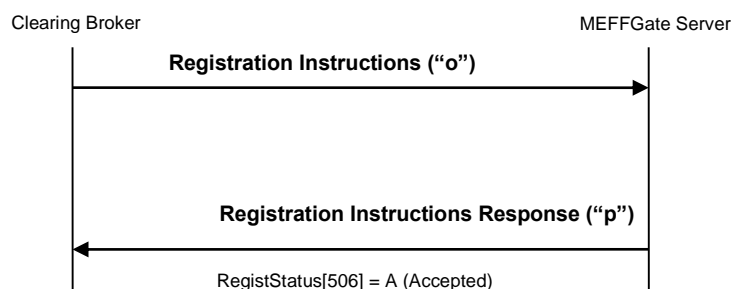 Clearing Broker
MEFFGate Server
Registration Instructions (“o”)
Registration Instructions Response (“p”)
RegistStatus[506] = A (Accepted)